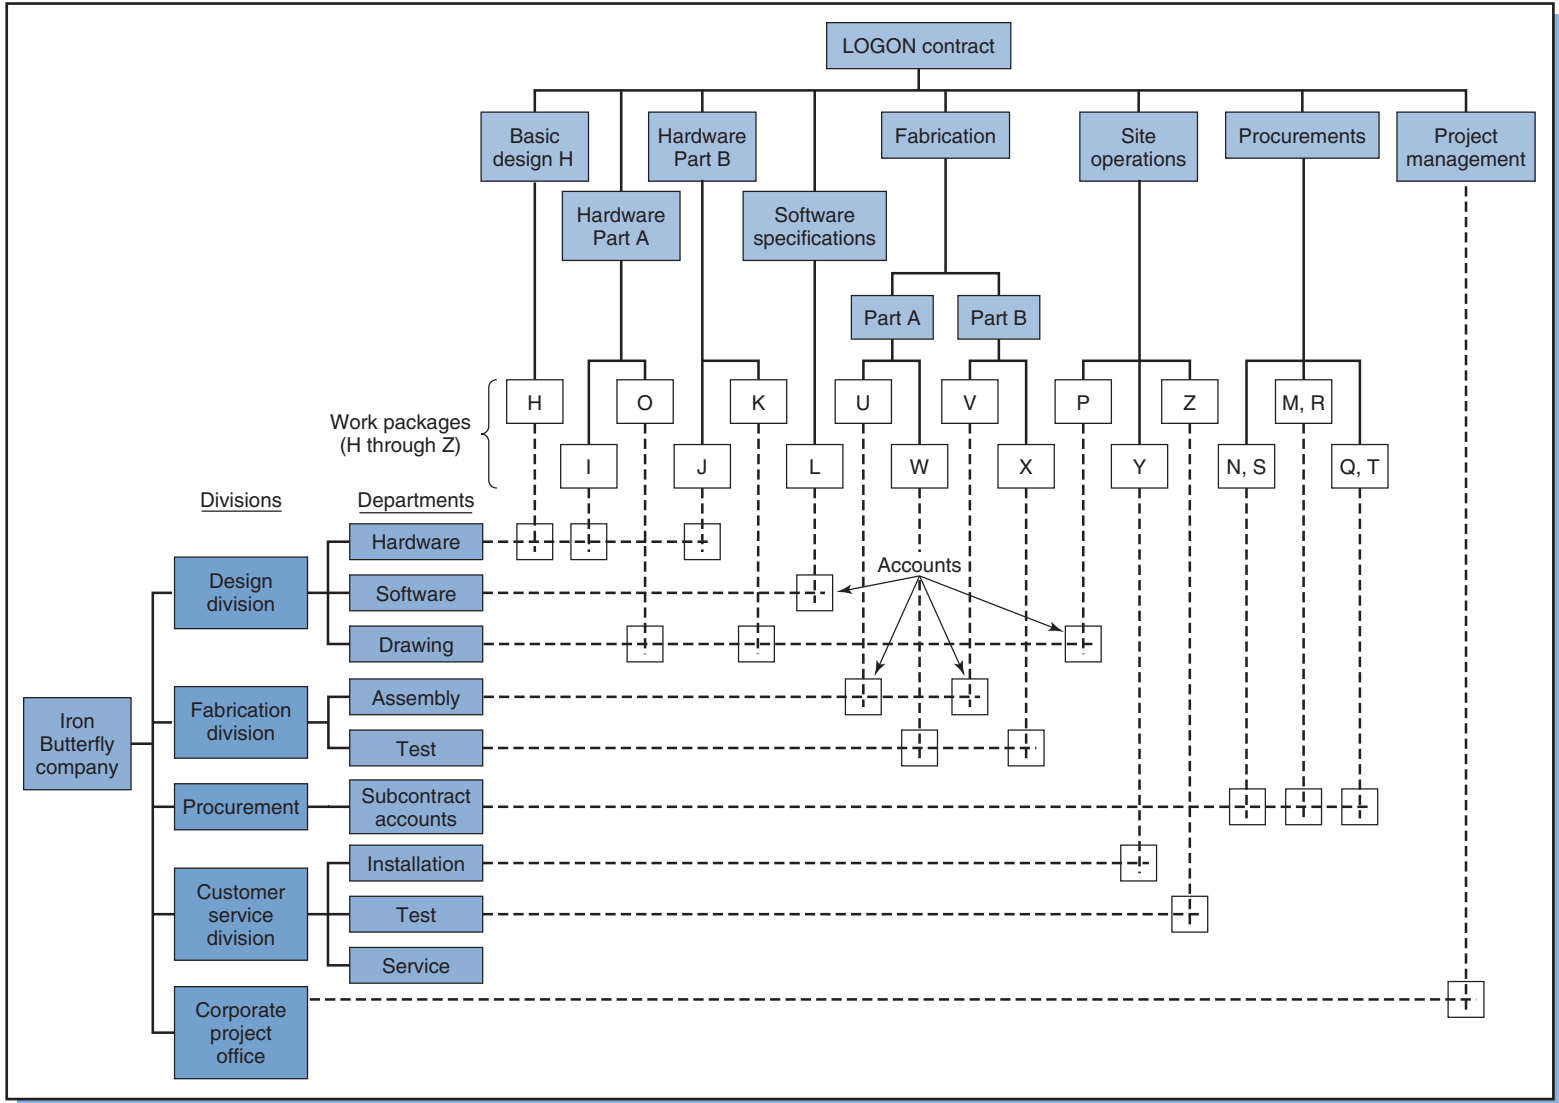 LOGON contract
Basic
design H
Hardware
Part A
Hardware
Part B
Software
specifications
Fabrication
Part A
Part B
Site
operations
Procurements
Project
management
Work packages
(H through Z)
H
O
K
U
V
P
Z
M, R
I
J
L
W
X
Y
N, S
Q, T
Divisions
Departments
Accounts
Iron
Butterfly
company
Design
division
Hardware
Software
Drawing
Fabrication
division
Assembly
Test
Procurement
Subcontract
accounts
Customer
service
division
Installation
Test
Service
Corporate
project
office